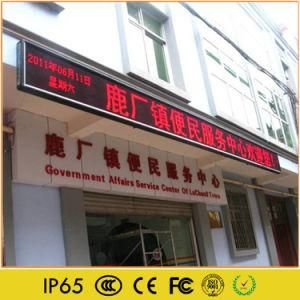 2011年06月11日
星期六
鹿厂镇便民服务中心欢迎您!
鹿厂镇便民服务中心
Government Affairs Service Center Of LuChanG Town
IP65 CCC FC CE